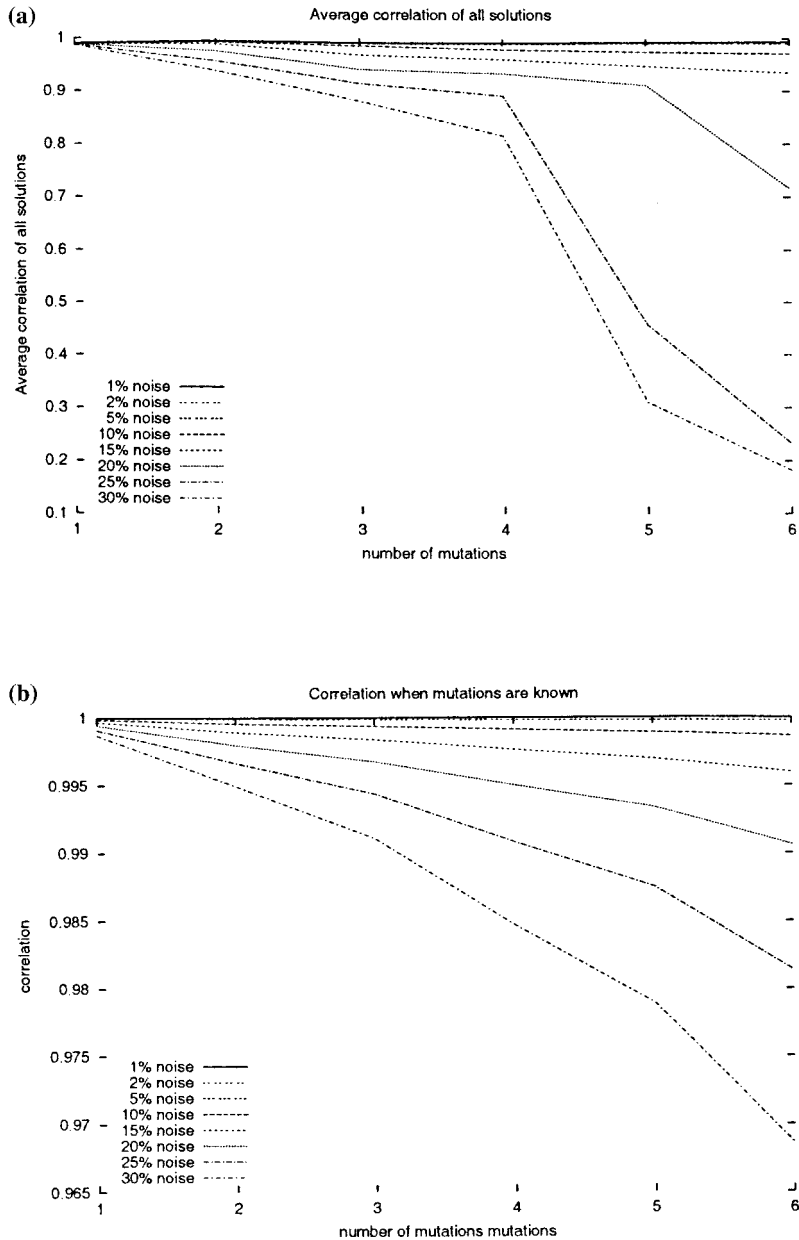 (a)
Average correlation of all solutions
1
0.9
0.8
0.7
0.6
0.5
0.4
0.3
0.2
0.1
Average correlation of all solutions
1% noise
2% noise
5% noise
10% noise
15% noise
20% noise
25% noise
30% noise
1 2 3 4 5 6
number of mutations
(b)
Correlation when mutations are known
1
0.995
0.99
0.985
0.98
0.975
0.97
0.965
correlation
1% noise
2% noise
5% noise
10% noise
15% noise
20% noise
25% noise
30% noise
1 2 3 4 5 6
number of mutations mutations